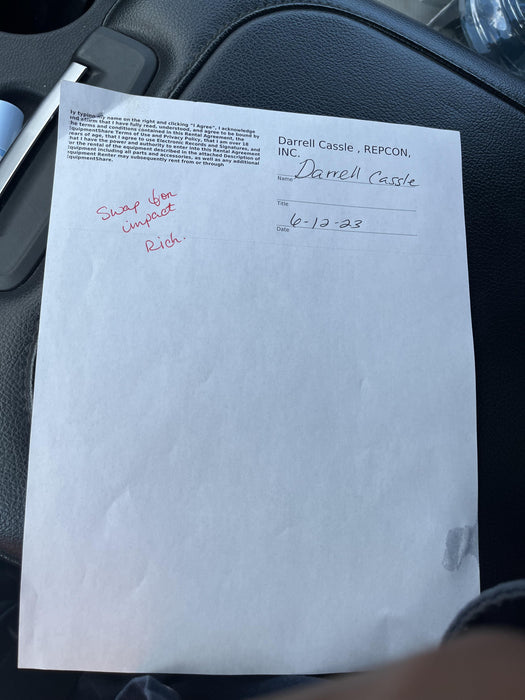 by typing my name on the right and clicking "I Agree", I acknowledge
and affirm that I have fully read, understood, and agree to be bound by
the terms and conditions contained in this Rental Agreement, the
EquipmentShare Terms of Use and Privacy Policy, that I am over 18
years of age, that I agree to use Electronic Records and Signatures, and
that I have the power and authority to enter into this Rental Agreement
for the rental of the equipment described in the attached Description of
Equipment including all parts and accessories, as well as any additional
Equipment Renter may subsequently rent from or through
EquipmentShare.
Darrell Cassle , REPCON,
INC.
Name Darrell Cassle
Title
Date 6-12-23
Swap for
impact
Rich.